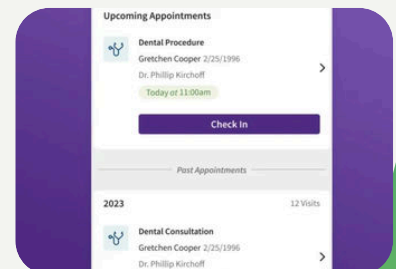 Upcoming Appointments
Dental Procedure
Gretchen Cooper 2/25/1996
Dr. Phillip Kirchoff
Today at 11:00am
Check In
Past Appointments
2023 12 Visits
Dental Consultation
Gretchen Cooper 2/25/1996
Dr. Phillip Kirchoff